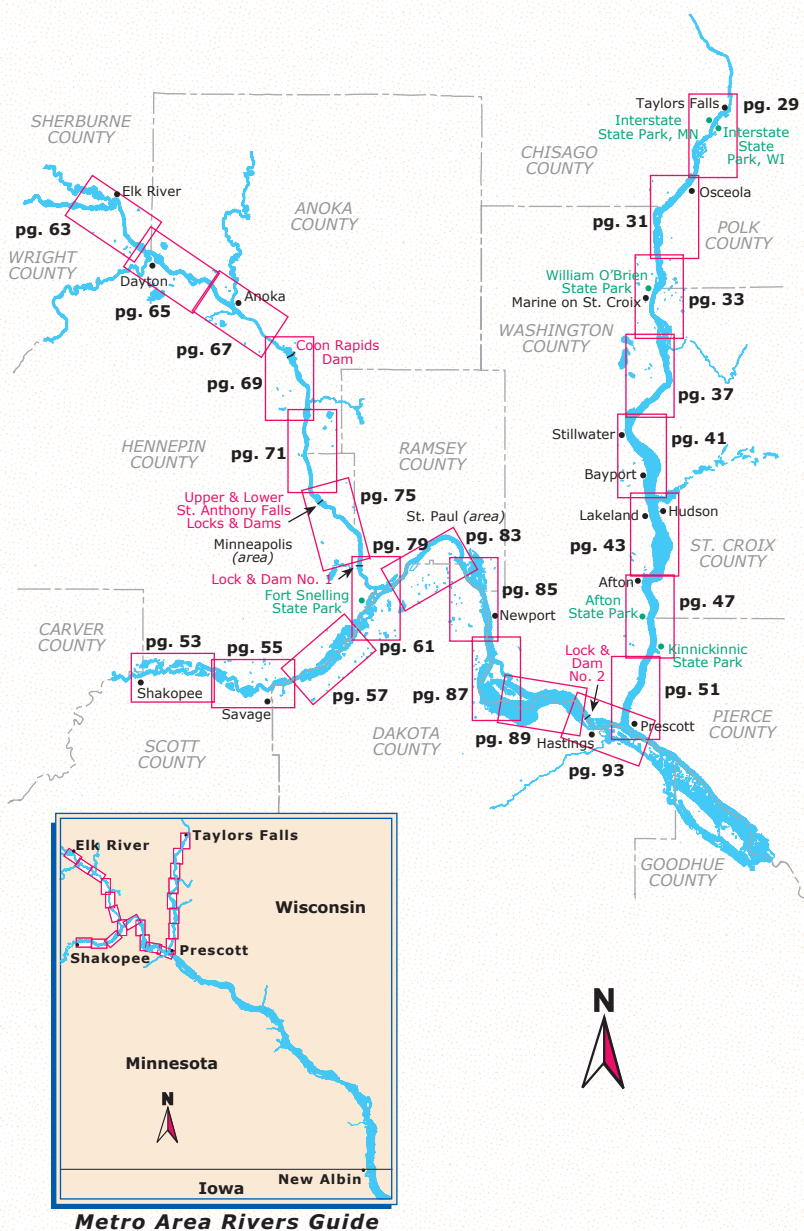 Taylors Falls
pg. 29
Interstate
State Park, MN
Interstate
State
Park, WI
SHERBURNE
COUNTY
CHISAGO
COUNTY
Elk River
Osceola
ANOKA
COUNTY
pg. 31
POLK
COUNTY
pg. 63
WRIGHT
COUNTY
Dayton
William O'Brien
State Park
Marine on St. Croix
pg. 33
Anoka
pg. 65
WASHINGTON
COUNTY
pg. 67
Coon Rapids
Dam
pg. 69
pg. 37
Stillwater
pg. 41
HENNEPIN
COUNTY
pg. 71
RAMSEY
COUNTY
Bayport
Upper & Lower
St. Anthony Falls
Locks & Dams
pg. 75
St. Paul (area)
Lakeland
Hudson
Minneapolis
(area)
pg. 79
pg. 83
pg. 43
ST. CROIX
COUNTY
Lock & Dam No. 1
Fort Snelling
State Park
pg. 85
Afton
Afton
State Park
pg. 47
Newport
CARVER
COUNTY
pg. 53
pg. 55
pg. 61
Lock &
Dam
No. 2
Kinnickinnic
State Park
Shakopee
pg. 57
pg. 87
pg. 51
Savage
Prescott
PIERCE
COUNTY
SCOTT
COUNTY
DAKOTA
COUNTY
pg. 89
Hastings
pg. 93
GOODHUE
COUNTY
Elk River
Taylors Falls
Wisconsin
Shakopee
Prescott
Minnesota
N
New Albin
Iowa
N
Metro Area Rivers Guide